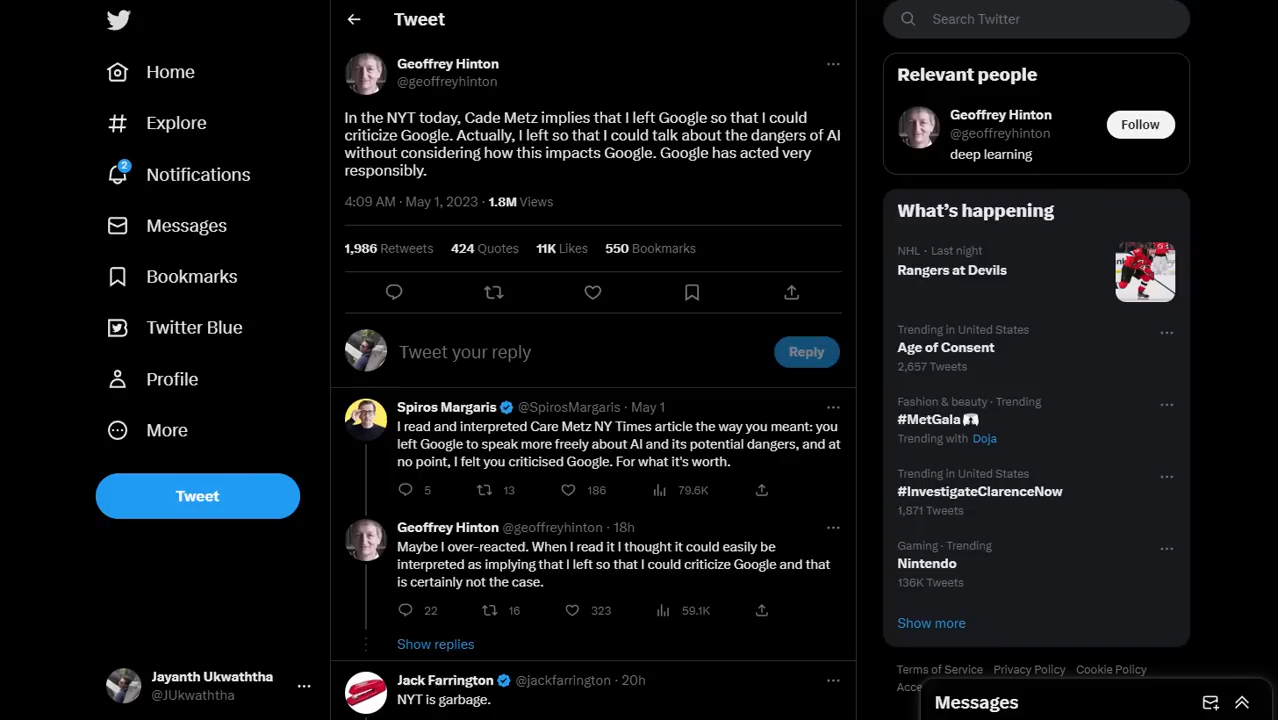 Home
Explore
2
Notifications
Messages
Bookmarks
Twitter Blue
Profile
More
Tweet
Jayanth Ukwaththa
@JUkwaththa
Tweet
Geoffrey Hinton
@geoffreyhinton
In the NYT today, Cade Metz implies that I left Google so that I could
criticize Google. Actually, I left so that I could talk about the dangers of AI
without considering how this impacts Google. Google has acted very
responsibly.
4:09 AM · May 1, 2023 · 1.8M Views
1,986 Retweets 424 Quotes 11K Likes 550 Bookmarks
Tweet your reply
Reply
Spiros Margaris @SpirosMargaris · May 1
I read and interpreted Care Metz NY Times article the way you meant: you
left Google to speak more freely about AI and its potential dangers, and at
no point, I felt you criticised Google. For what it's worth.
5 13 186 79.6K
Geoffrey Hinton @geoffreyhinton · 18h
Maybe I over-reacted. When I read it I thought it could easily be
interpreted as implying that I left so that I could criticize Google and that
is certainly not the case.
22 16 323 59.1K
Show replies
Jack Farrington @jackfarrington · 20h
NYT is garbage.
Search Twitter
Relevant people
Geoffrey Hinton
@geoffreyhinton
Follow
deep learning
What's happening
NHL · Last night
Rangers at Devils
Trending in United States
Age of Consent
2,657 Tweets
Fashion & beauty · Trending
#MetGala
Trending with Doja
Trending in United States
#InvestigateClarenceNow
1,871 Tweets
Gaming · Trending
Nintendo
136K Tweets
Show more
Terms of Service Privacy Policy Cookie Policy
Messages